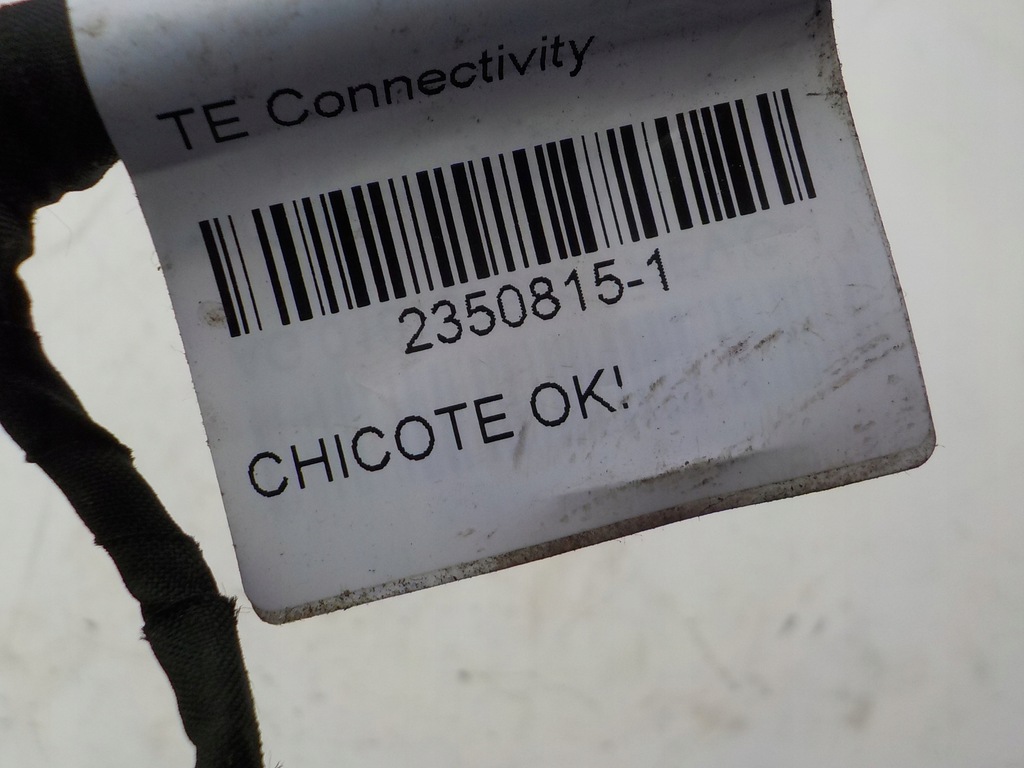 TE Connectivity
2350815-1
CHICOTE OK!